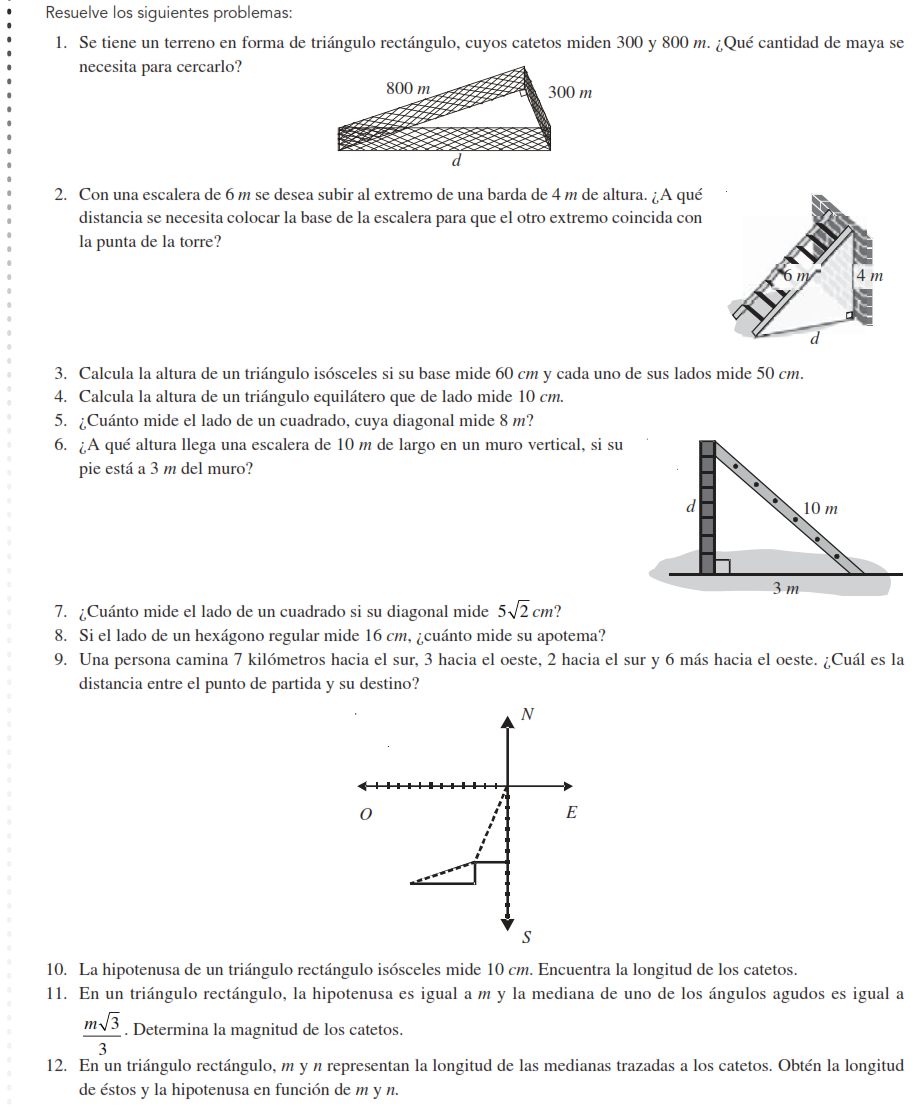 Resuelve los siguientes problemas:
1. Se tiene un terreno en forma de triángulo rectángulo, cuyos catetos miden 300 y 800 m. ¿Qué cantidad de maya se
necesita para cercarlo?
800 m
300 m
d
2. Con una escalera de 6 m se desea subir al extremo de una barda de 4 m de altura. ¿A qué
distancia se necesita colocar la base de la escalera para que el otro extremo coincida con
la punta de la torre?
6 m
4 m
d
3. Calcula la altura de un triángulo isósceles si su base mide 60 cm y cada uno de sus lados mide 50 cm.
4. Calcula la altura de un triángulo equilátero que de lado mide 10 cm.
5. ¿Cuánto mide el lado de un cuadrado, cuya diagonal mide 8 m?
6. ¿A qué altura llega una escalera de 10 m de largo en un muro vertical, si su
pie está a 3 m del muro?
d
10 m
3 m
7. ¿Cuánto mide el lado de un cuadrado si su diagonal mide 5√2 cm?
8. Si el lado de un hexágono regular mide 16 cm, ¿cuánto mide su apotema?
9. Una persona camina 7 kilómetros hacia el sur, 3 hacia el oeste, 2 hacia el sur y 6 más hacia el oeste. ¿Cuál es la
distancia entre el punto de partida y su destino?
N
O
E
S
10. La hipotenusa de un triángulo rectángulo isósceles mide 10 cm. Encuentra la longitud de los catetos.
11. En un triángulo rectángulo, la hipotenusa es igual a m y la mediana de uno de los ángulos agudos es igual a
m√3/3. Determina la magnitud de los catetos.
12. En un triángulo rectángulo, m y n representan la longitud de las medianas trazadas a los catetos. Obtén la longitud
de éstos y la hipotenusa en función de m y n.